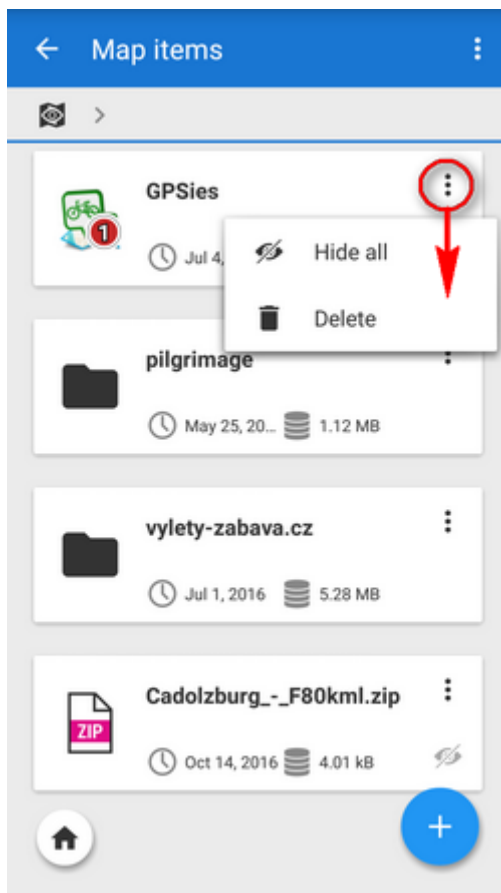 Map items
GPSies
1
Jul 4,
Hide all
Delete
pilgrimage
May 25, 20... 1.12 MB
vylety-zabava.cz
Jul 1, 2016 5.28 MB
Cadolzburg_-_F80kml.zip
ZIP
Oct 14, 2016 4.01 kB